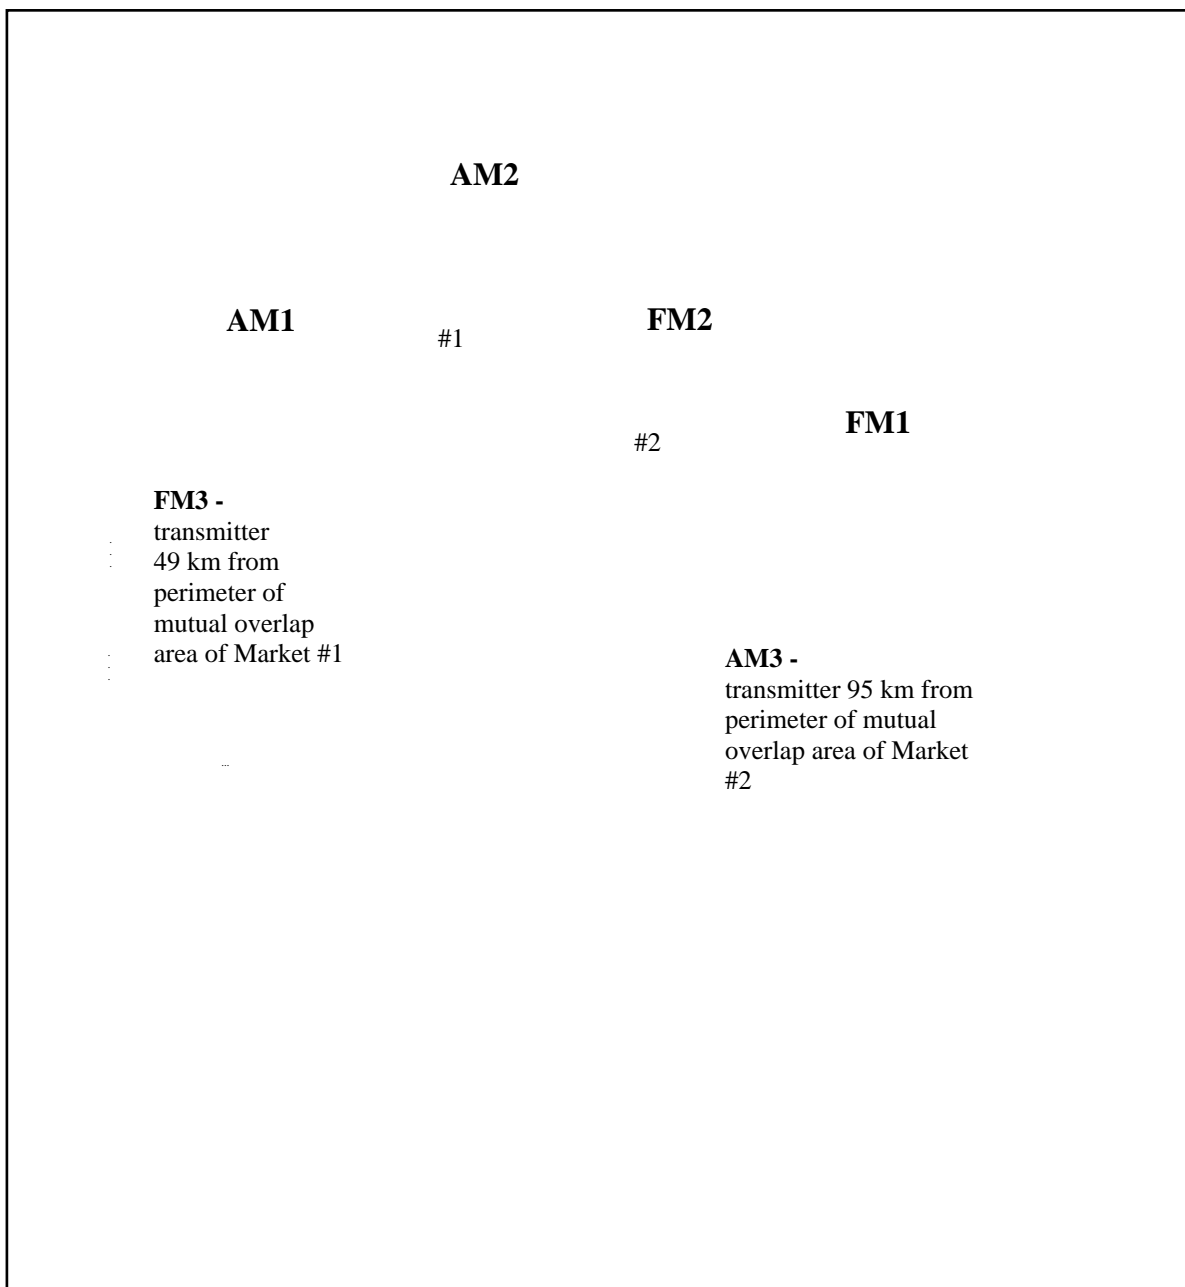 AM2
AM1
#1
FM2
#2
FM1
FM3 -
transmitter
49 km from
perimeter of
mutual overlap
area of Market #1
AM3 -
transmitter 95 km from
perimeter of mutual
overlap area of Market
#2